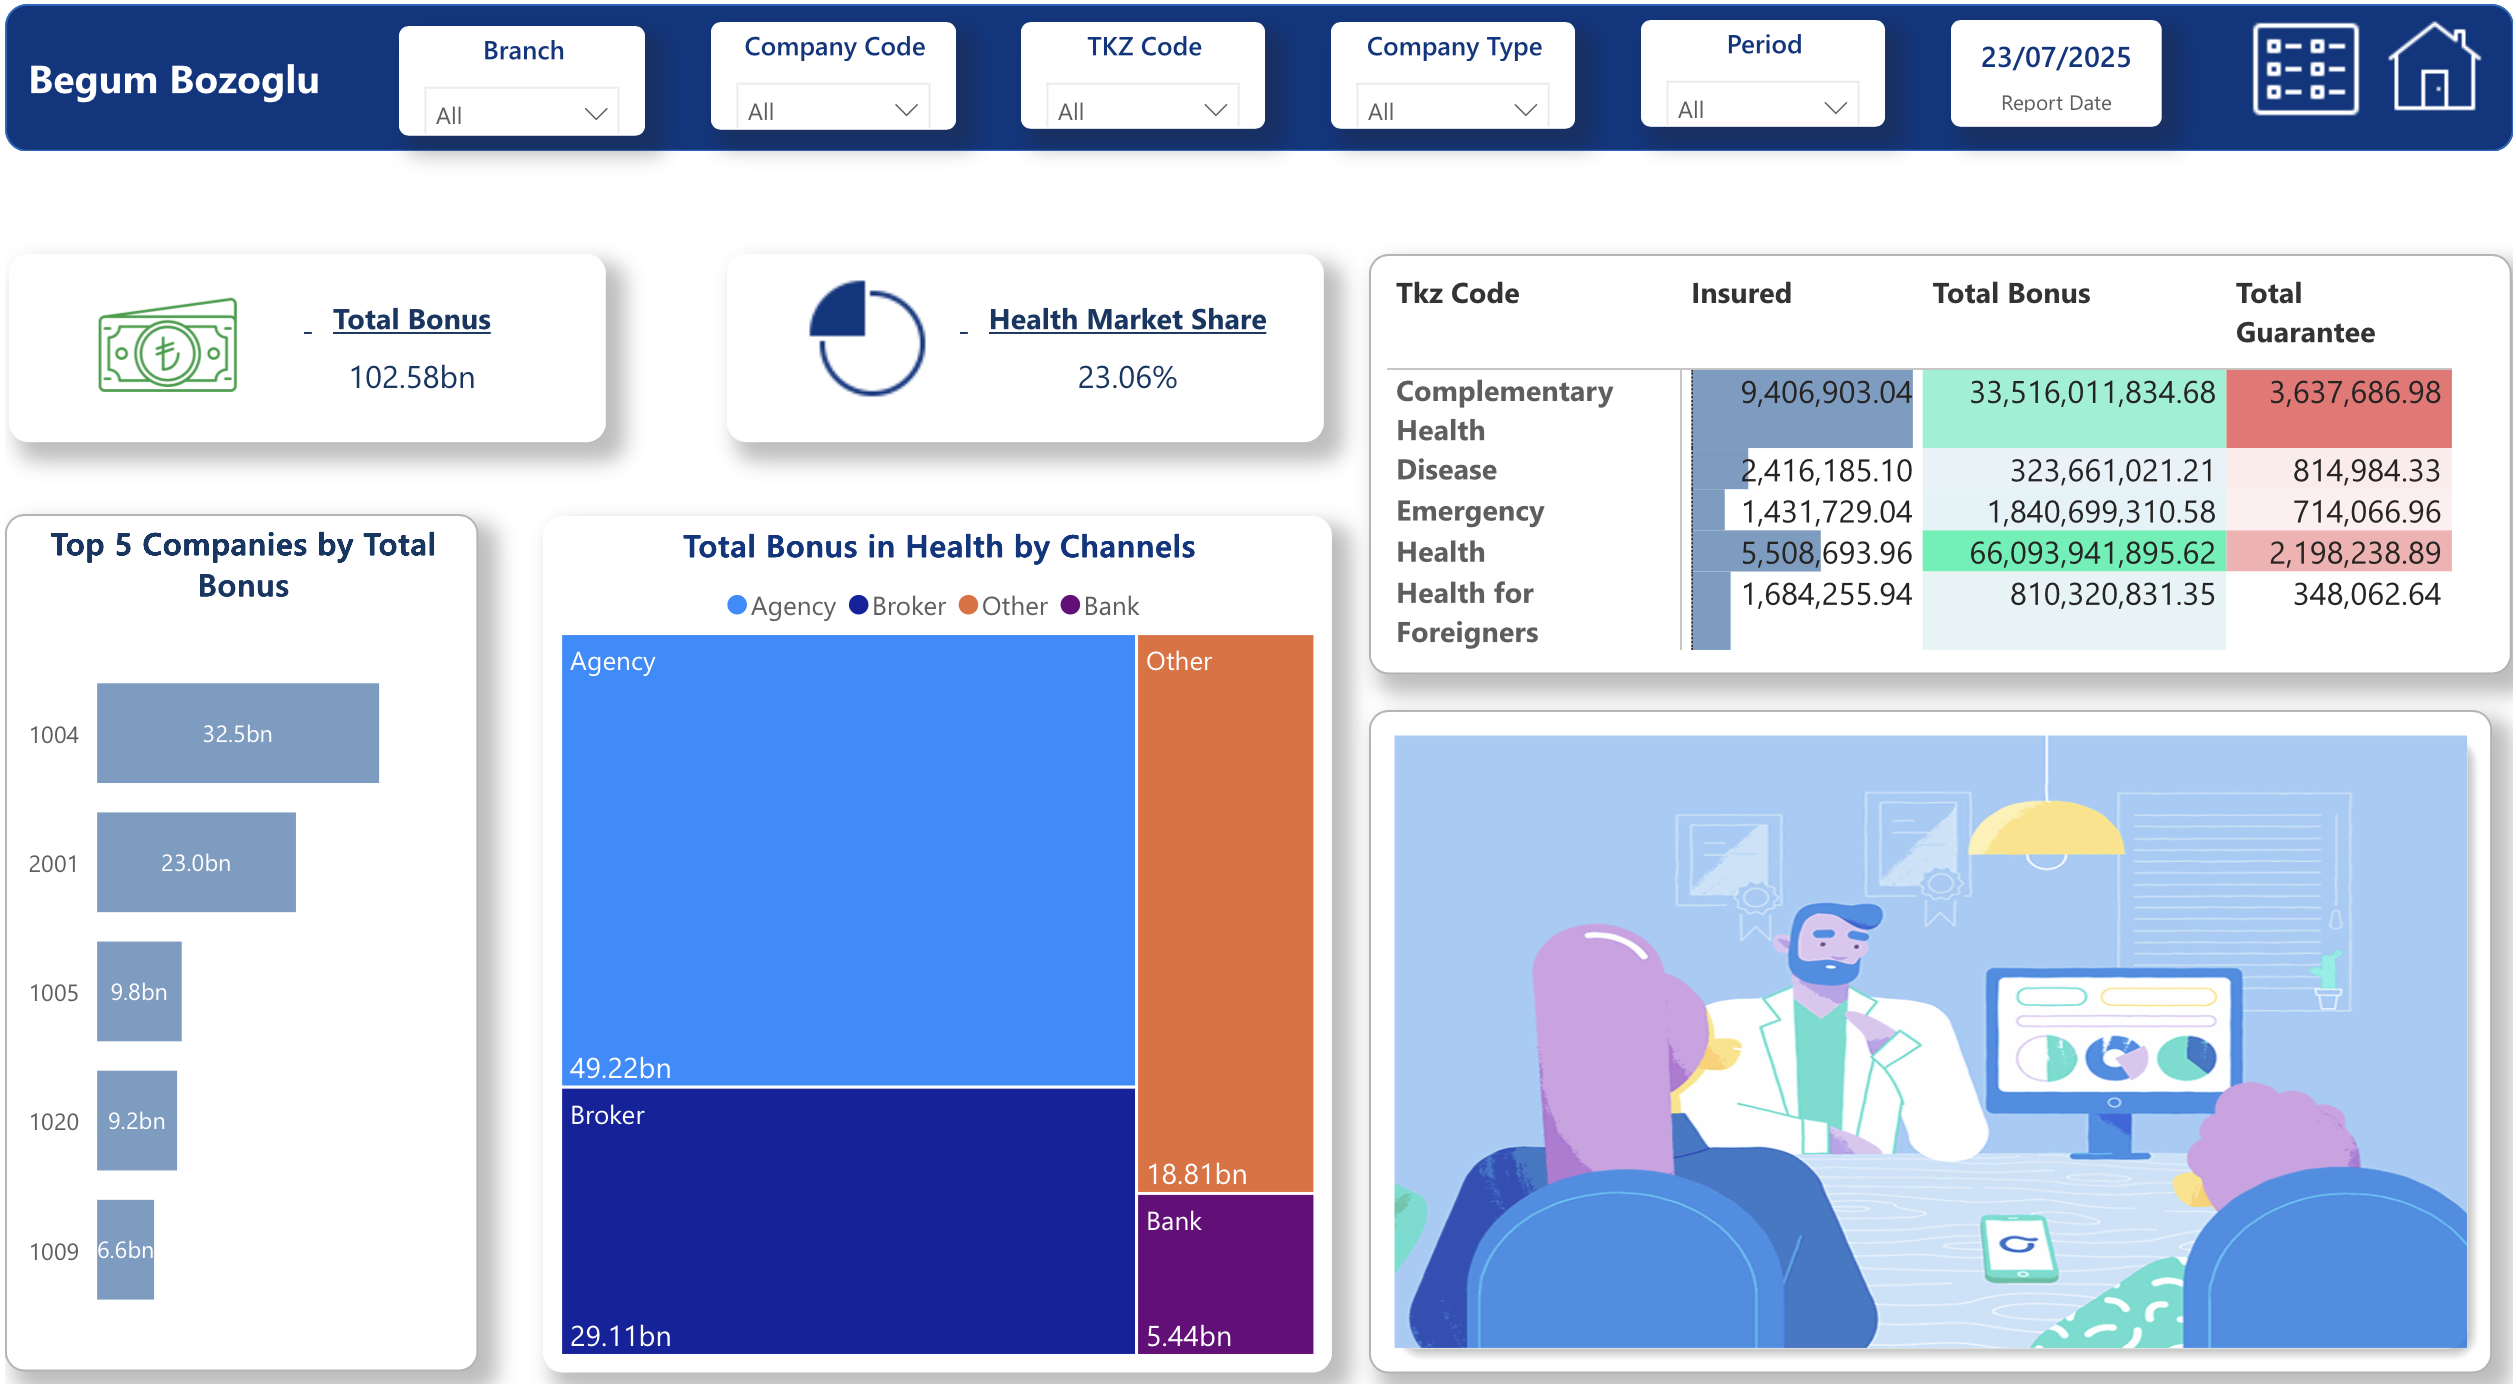 Begum Bozoglu
Branch
All
Company Code
All
TKZ Code
All
Company Type
All
Period
All
23/07/2025
Report Date
Total Bonus
102.58bn
Health Market Share
23.06%
Tkz Code Insured Total Bonus Total
Guarantee
Complementary 9,406,903.04 33,516,011,834.68 3,637,686.98
Health
Disease 2,416,185.10 323,661,021.21 814,984.33
Emergency 1,431,729.04 1,840,699,310.58 714,066.96
Health 5,508,693.96 66,093,941,895.62 2,198,238.89
Health for 1,684,255.94 810,320,831.35 348,062.64
Foreigners
Top 5 Companies by Total
Bonus
1004 32.5bn
2001 23.0bn
1005 9.8bn
1020 9.2bn
1009 6.6bn
Total Bonus in Health by Channels
Agency Broker Other Bank
Agency
49.22bn
Broker
29.11bn
Other
18.81bn
Bank
5.44bn